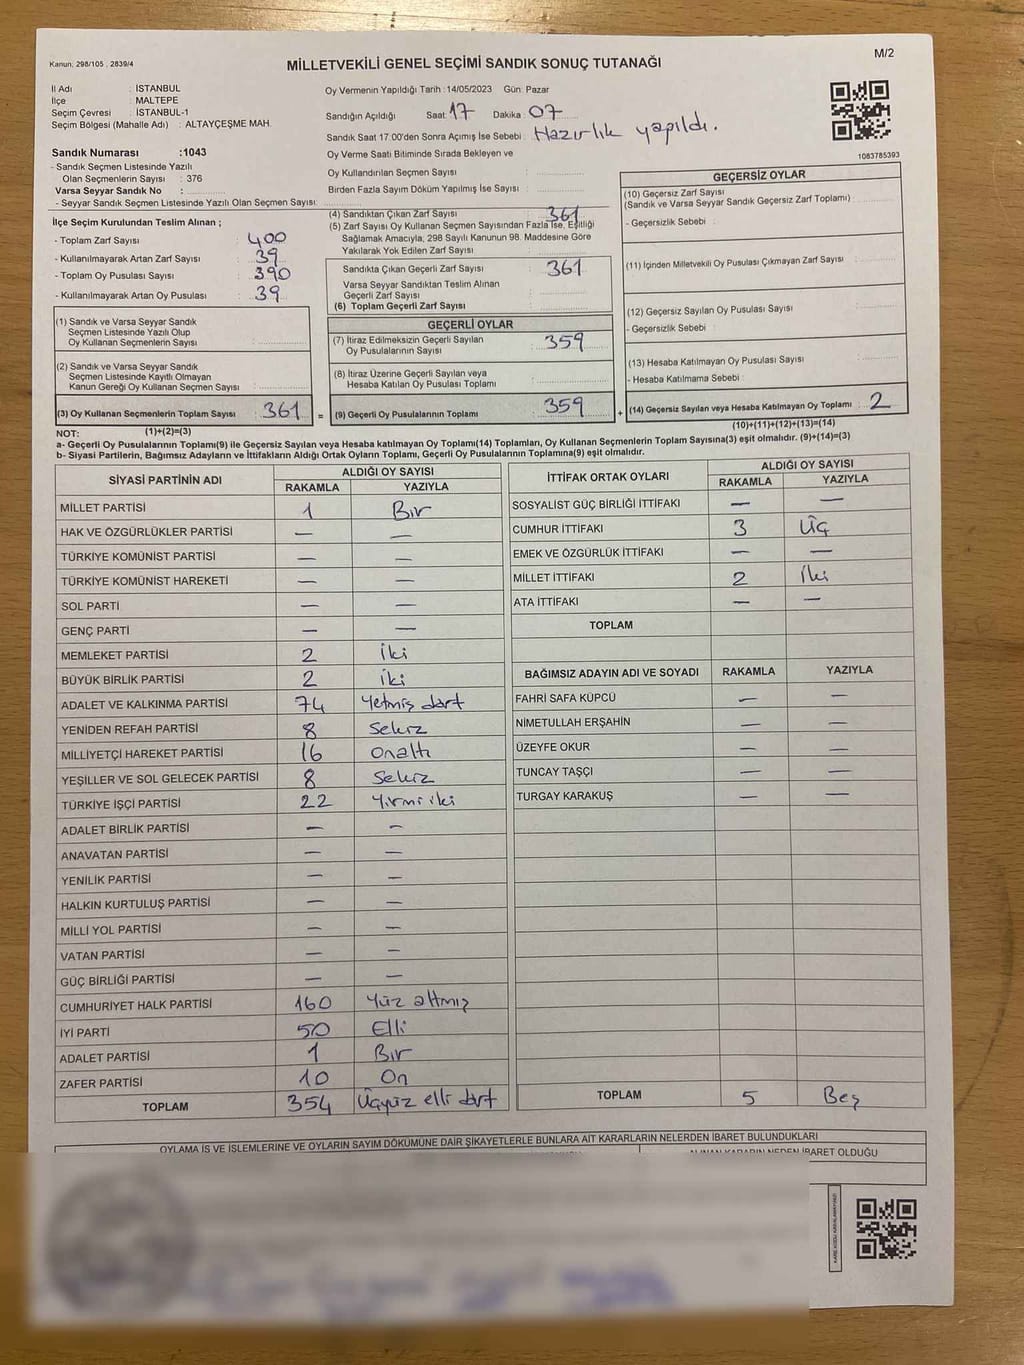 Kanun; 298/105 , 2839/4
MİLLETVEKİLİ GENEL SEÇİMİ SANDIK SONUÇ TUTANAĞI
M/2
İl Adı : İSTANBUL
İlçe : MALTEPE
Seçim Çevresi : İSTANBUL-1
Seçim Bölgesi (Mahalle Adı) : ALTAYÇEŞME MAH.
Oy Vermenin Yapıldığı Tarih : 14/05/2023 Gün: Pazar
Sandığın Açıldığı Saat: 17 Dakika : 07
Sandık Saat 17.00'den Sonra Açımış İse Sebebi : Hazırlık yapıldı.
Oy Verme Saati Bitiminde Sırada Bekleyen ve
Oy Kullandırılan Seçmen Sayısı :
Birden Fazla Sayım Döküm Yapılmış İse Sayısı :
1083785393
Sandık Numarası :1043
- Sandık Seçmen Listesinde Yazılı
Olan Seçmenlerin Sayısı : 376
Varsa Seyyar Sandık No :
- Seyyar Sandık Seçmen Listesinde Yazılı Olan Seçmen Sayısı:
İlçe Seçim Kurulundan Teslim Alınan ;
- Toplam Zarf Sayısı : 400
- Kullanılmayarak Artan Zarf Sayısı : 39
- Toplam Oy Pusulası Sayısı : 390
- Kullanılmayarak Artan Oy Pusulası : 39
(1) Sandık ve Varsa Seyyar Sandık
Seçmen Listesinde Yazılı Olup
Oy Kullanan Seçmenlerin Sayısı :
(2) Sandık ve Varsa Seyyar Sandık
Seçmen Listesinde Kayıtlı Olmayan
Kanun Gereği Oy Kullanan Seçmen Sayısı :
(3) Oy Kullanan Seçmenlerin Toplam Sayısı : 361 =
(1)+(2)=(3)
(4) Sandıktan Çıkan Zarf Sayısı : 361
(5) Zarf Sayısı Oy Kullanan Seçmen Sayısından Fazla İse, Eşitliği
Sağlamak Amacıyla, 298 Sayılı Kanunun 98. Maddesine Göre
Yakılarak Yok Edilen Zarf Sayısı :
Sandıkta Çıkan Geçerli Zarf Sayısı : 361
Varsa Seyyar Sandıktan Teslim Alınan
Geçerli Zarf Sayısı :
(6) Toplam Geçerli Zarf Sayısı :
GEÇERLİ OYLAR
(7) İtiraz Edilmeksizin Geçerli Sayılan
Oy Pusulalarının Sayısı : 359
(8) İtiraz Üzerine Geçerli Sayılan veya
Hesaba Katılan Oy Pusulası Toplamı :
(9) Geçerli Oy Pusulalarının Toplamı : 359 +
GEÇERSİZ OYLAR
(10) Geçersiz Zarf Sayısı
(Sandık ve Varsa Seyyar Sandık Geçersiz Zarf Toplamı) :
- Geçersizlik Sebebi :
(11) İçinden Milletvekili Oy Pusulası Çıkmayan Zarf Sayısı :
(12) Geçersiz Sayılan Oy Pusulası Sayısı :
- Geçersizlik Sebebi :
(13) Hesaba Katılmayan Oy Pusulası Sayısı :
- Hesaba Katılmama Sebebi :
(14) Geçersiz Sayılan veya Hesaba Katılmayan Oy Toplamı : 2
(10)+(11)+(12)+(13)=(14)
NOT:
a- Geçerli Oy Pusulalarının Toplamı(9) ile Geçersiz Sayılan veya Hesaba katılmayan Oy Toplamı(14) Toplamları, Oy Kullanan Seçmenlerin Toplam Sayısına(3) eşit olmalıdır. (9)+(14)=(3)
b- Siyasi Partilerin, Bağımsız Adayların ve İttifakların Aldığı Ortak Oyların Toplamı, Geçerli Oy Pusulalarının Toplamına(9) eşit olmalıdır.
SİYASİ PARTİNİN ADI ALDIĞI OY SAYISI
RAKAMLA YAZIYLA
MİLLET PARTİSİ 1 Bir
HAK VE ÖZGÜRLÜKLER PARTİSİ — —
TÜRKİYE KOMÜNİST PARTİSİ — —
TÜRKİYE KOMÜNİST HAREKETİ — —
SOL PARTİ — —
GENÇ PARTİ — —
MEMLEKET PARTİSİ 2 İki
BÜYÜK BİRLİK PARTİSİ 2 iki
ADALET VE KALKINMA PARTİSİ 74 Yetmiş dört
YENİDEN REFAH PARTİSİ 8 Sekiz
MİLLİYETÇİ HAREKET PARTİSİ 16 Onaltı
YEŞİLLER VE SOL GELECEK PARTİSİ 8 Sekiz
TÜRKİYE İŞÇİ PARTİSİ 22 Yirmi iki
ADALET BİRLİK PARTİSİ — —
ANAVATAN PARTİSİ — —
YENİLİK PARTİSİ — —
HALKIN KURTULUŞ PARTİSİ — —
MİLLİ YOL PARTİSİ — —
VATAN PARTİSİ — —
GÜÇ BİRLİĞİ PARTİSİ — —
CUMHURİYET HALK PARTİSİ 160 Yüz altmış
İYİ PARTİ 50 Elli
ADALET PARTİSİ 1 Bir
ZAFER PARTİSİ 10 On
TOPLAM 354 Üçyüz elli dört
İTTİFAK ORTAK OYLARI ALDIĞI OY SAYISI
RAKAMLA YAZIYLA
SOSYALİST GÜÇ BİRLİĞİ İTTİFAKI — —
CUMHUR İTTİFAKI 3 Üç
EMEK VE ÖZGÜRLÜK İTTİFAKI — —
MİLLET İTTİFAKI 2 İki
ATA İTTİFAKI — —
TOPLAM
BAĞIMSIZ ADAYIN ADI VE SOYADI RAKAMLA YAZIYLA
FAHRİ SAFA KÜPCÜ — —
NİMETULLAH ERŞAHİN — —
ÜZEYFE OKUR — —
TUNCAY TAŞÇI — —
TURGAY KARAKUŞ — —
TOPLAM 5 Beş
OYLAMA İŞ VE İŞLEMLERİNE VE OYLARIN SAYIM DÖKÜMÜNE DAİR ŞİKAYETLERLE BUNLARA AİT KARARLARIN NELERDEN İBARET BULUNDUKLARI
ALINAN KARARIN NEDEN İBARET OLDUĞU